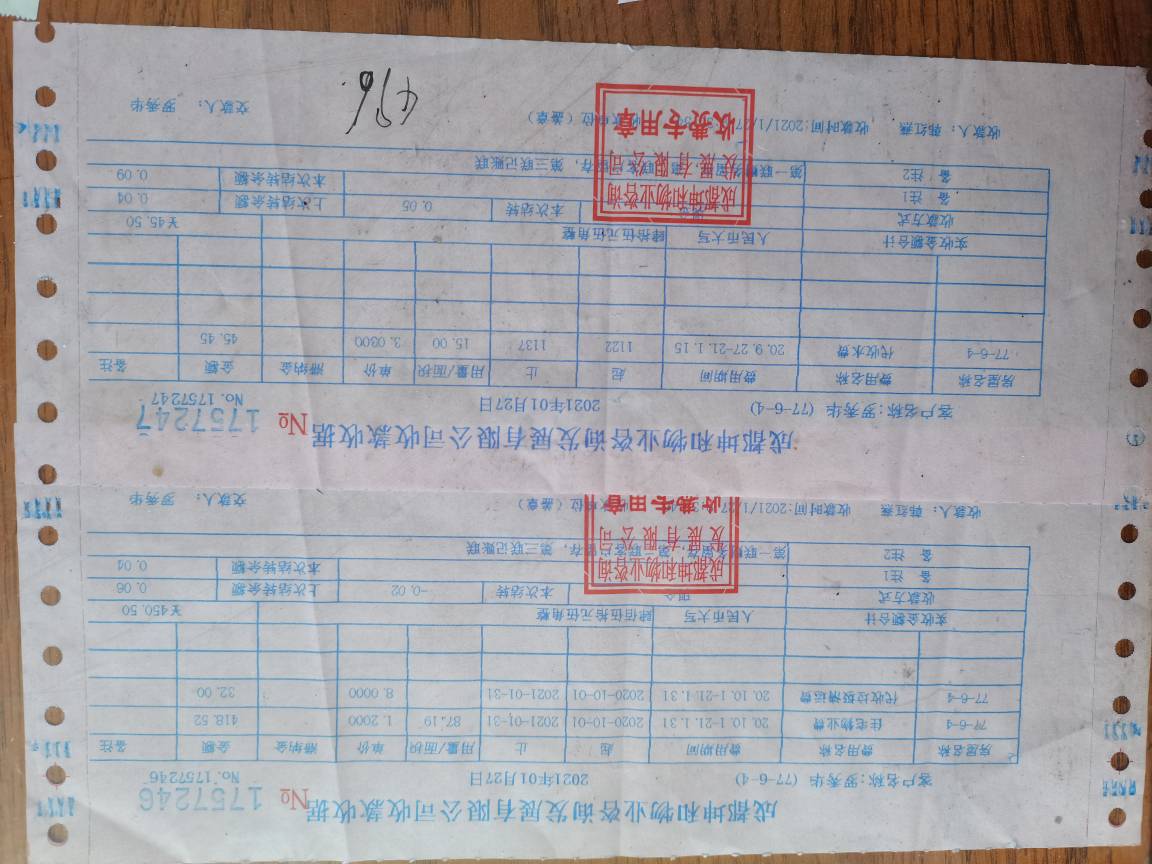 成都坤和物业咨询发展有限公司收款收据 № 1757246
No. 1757246
客户名称:罗秀华 (77-6-4) 2021年01月27日
房屋名称 费用名称 费用期间 起 止 用量/面积 单价 滞纳金 金额 备注
77-6-4 住宅物业费 20.10.1-21.1.31 2020-10-01 2021-01-31 87.19 1.2000 418.52
77-6-4 代收垃圾清运费 20.10.1-21.1.31 2020-10-01 2021-01-31 8.0000 32.00
实收金额合计 人民币大写 肆佰伍拾伍元伍角整 ¥450.50
收款方式 现金 本次结转 -0.02 上次结转余额 0.06
备 注1 本次结转余额 0.04
备 注2 第一联财务留存,第二联客户留存,第三联记账联
收款人:韩红燕 收款时间:2021/1/27 收款单位(盖章) 交款人: 罗秀华
成都坤和物业咨询
发展有限公司
收费专用章
成都坤和物业咨询发展有限公司收款收据 № 1757247
No. 1757247
客户名称:罗秀华 (77-6-4) 2021年01月27日
房屋名称 费用名称 费用期间 起 止 用量/面积 单价 滞纳金 金额 备注
77-6-4 代收水费 20.9.27-21.1.15 1122 1137 15.00 3.0300 45.45
实收金额合计 人民币大写 肆拾伍元伍角整 ¥45.50
收款方式 本次结转 0.05 上次结转余额 0.04
备 注1 本次结转余额 0.09
备 注2 第一联财务留存,第二联客户留存,第三联记账联
收款人:韩红燕 收款时间:2021/1/27 收款单位(盖章) 交款人: 罗秀华
成都坤和物业咨询
发展有限公司
收费专用章
496.